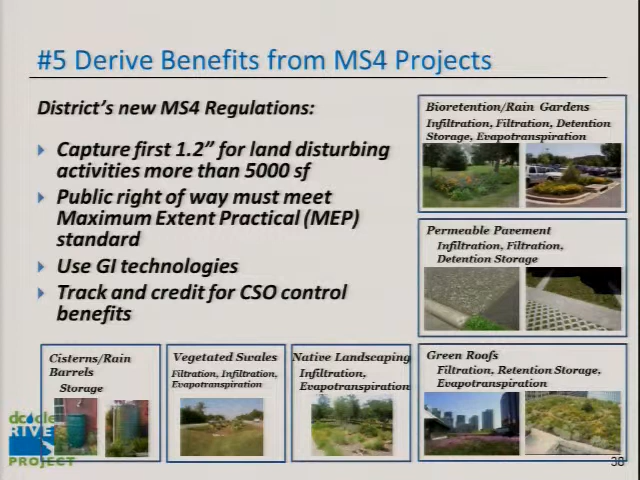 #5 Derive Benefits from MS4 Projects
District's new MS4 Regulations:
Capture first 1.2" for land disturbing
activities more than 5000 sf
Public right of way must meet
Maximum Extent Practical (MEP)
standard
Use GI technologies
Track and credit for CSO control
benefits
Bioretention/Rain Gardens
Infiltration, Filtration, Detention
Storage, Evapotranspiration
Permeable Pavement
Infiltration, Filtration,
Detention Storage
Cisterns/Rain
Barrels
Storage
Vegetated Swales
Filtration, Infiltration,
Evapotranspiration
Native Landscaping
Infiltration,
Evapotranspiration
Green Roofs
Filtration, Retention Storage,
Evapotranspiration
RIVE
PROJECT
38